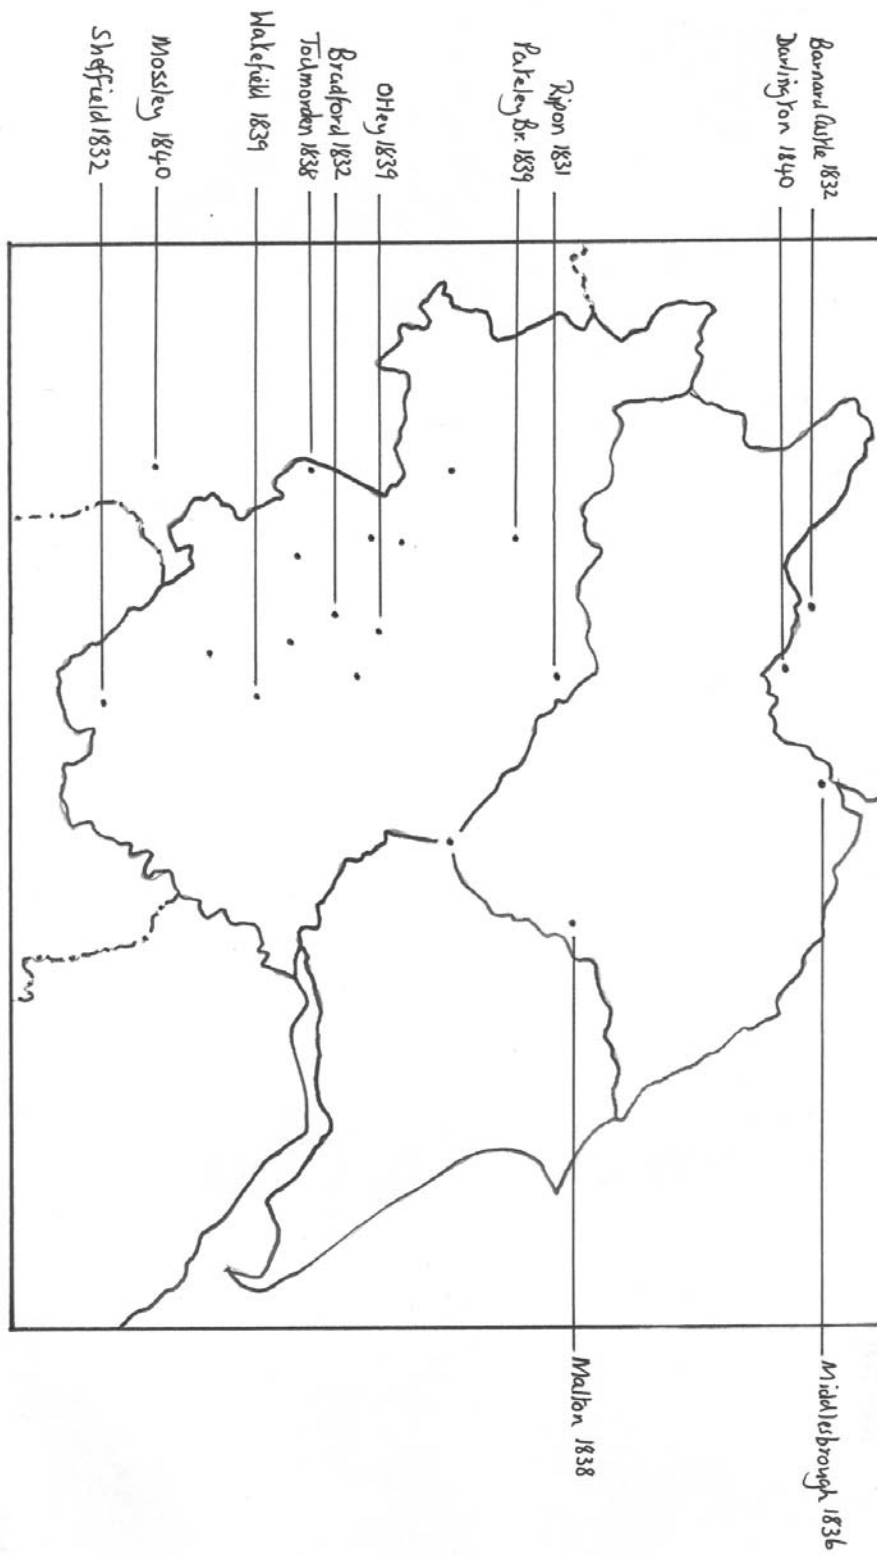 Barnard Castle 1832
Darlington 1840
Ripon 1831
Pateley Br. 1839
Otley 1839
Bradford 1832
Todmorden 1838
Wakefield 1839
Mossley 1840
Sheffield 1832
Middlesbrough 1836
Malton 1838